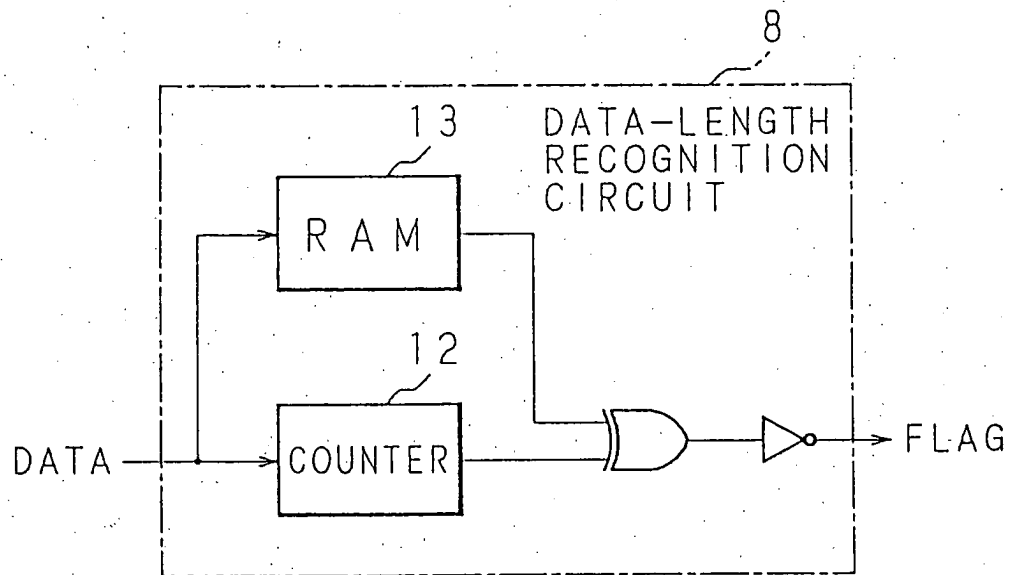 8
13
DATA-LENGTH
RECOGNITION
CIRCUIT
RAM
12
DATA
COUNTER
FLAG